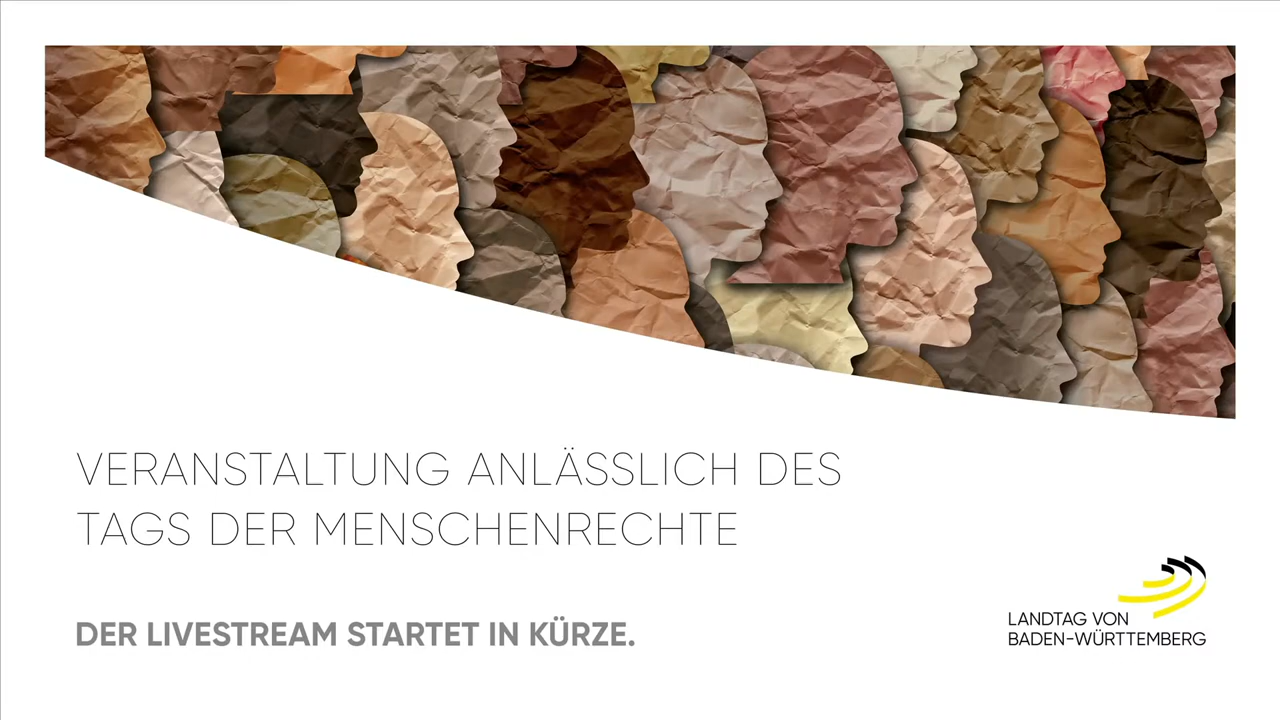 VERANSTALTUNG ANLÄSSLICH DES
TAGS DER MENSCHENRECHTE
DER LIVESTREAM STARTET IN KÜRZE.
LANDTAG VON
BADEN-WÜRTTEMBERG